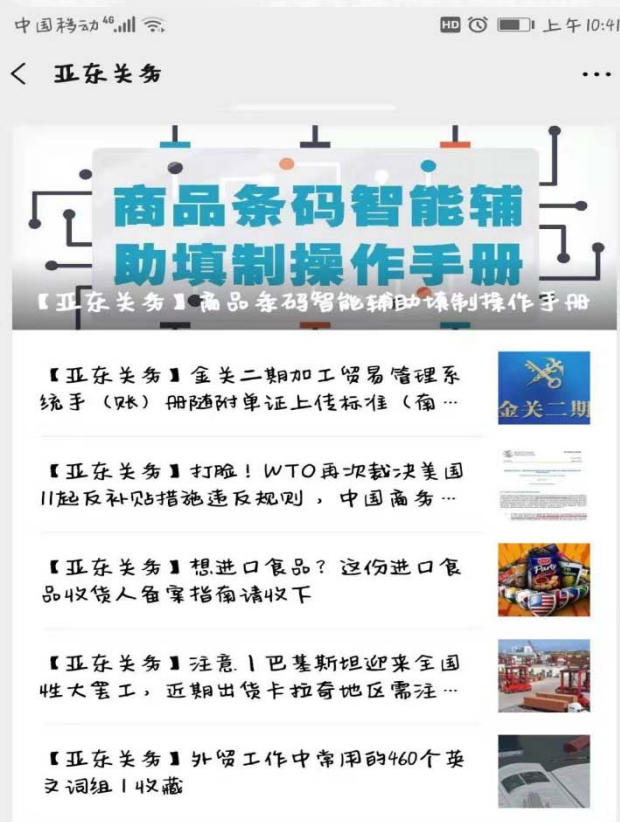 中国移动 4G HD 上午10:41
亚东关务
商品条码智能辅
助填制操作手册
【亚东关务】商品条码智能辅助填制操作手册
【亚东关务】金关二期加工贸易管理系
统手（账）册随附单证上传标准（南…
金关二期
【亚东关务】打脸！WTO再次裁决美国
11起反补贴措施违反规则，中国商务…
【亚东关务】想进口食品？这份进口食
品收货人备案指南请收下
Party
【亚东关务】注意丨巴基斯坦迎来全国
性大罢工，近期出货卡拉奇地区需注…
【亚东关务】外贸工作中常用的460个英
文词组丨收藏